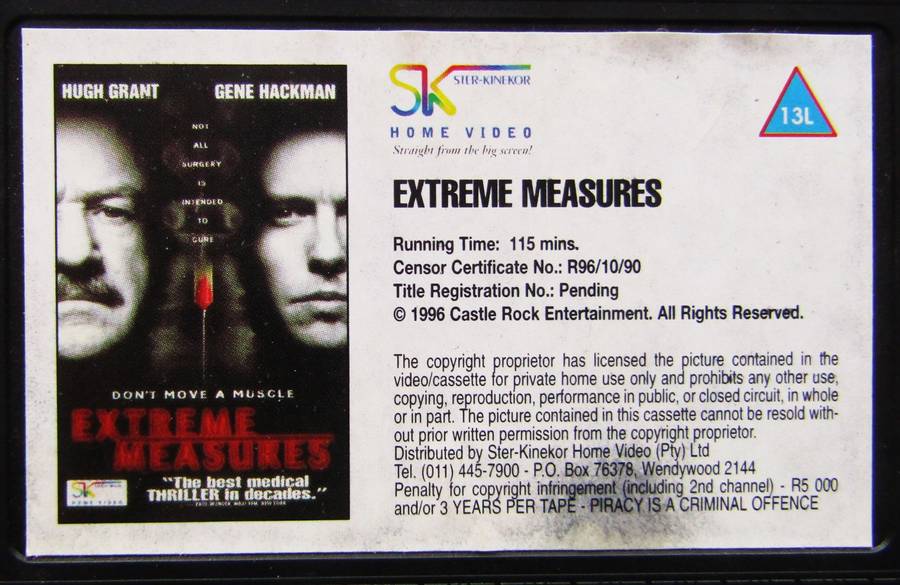 HUGH GRANT GENE HACKMAN
NOT
ALL
SURGERY
IS
INTENDED
TO
CURE
DON'T MOVE A MUSCLE
EXTREME
MEASURES
"The best medical
THRILLER in decades."
SK STER-KINEKOR
HOME VIDEO
Straight from the big screen!
13L
EXTREME MEASURES
Running Time: 115 mins.
Censor Certificate No.: R96/10/90
Title Registration No.: Pending
© 1996 Castle Rock Entertainment. All Rights Reserved.
The copyright proprietor has licensed the picture contained in the
video/cassette for private home use only and prohibits any other use,
copying, reproduction, performance in public, or closed circuit, in whole
or in part. The picture contained in this cassette cannot be resold with-
out prior written permission from the copyright proprietor.
Distributed by Ster-Kinekor Home Video (Pty) Ltd
Tel. (011) 445-7900 - P.O. Box 76378, Wendywood 2144
Penalty for copyright infringement (including 2nd channel) - R5 000
and/or 3 YEARS PER TAPE - PIRACY IS A CRIMINAL OFFENCE